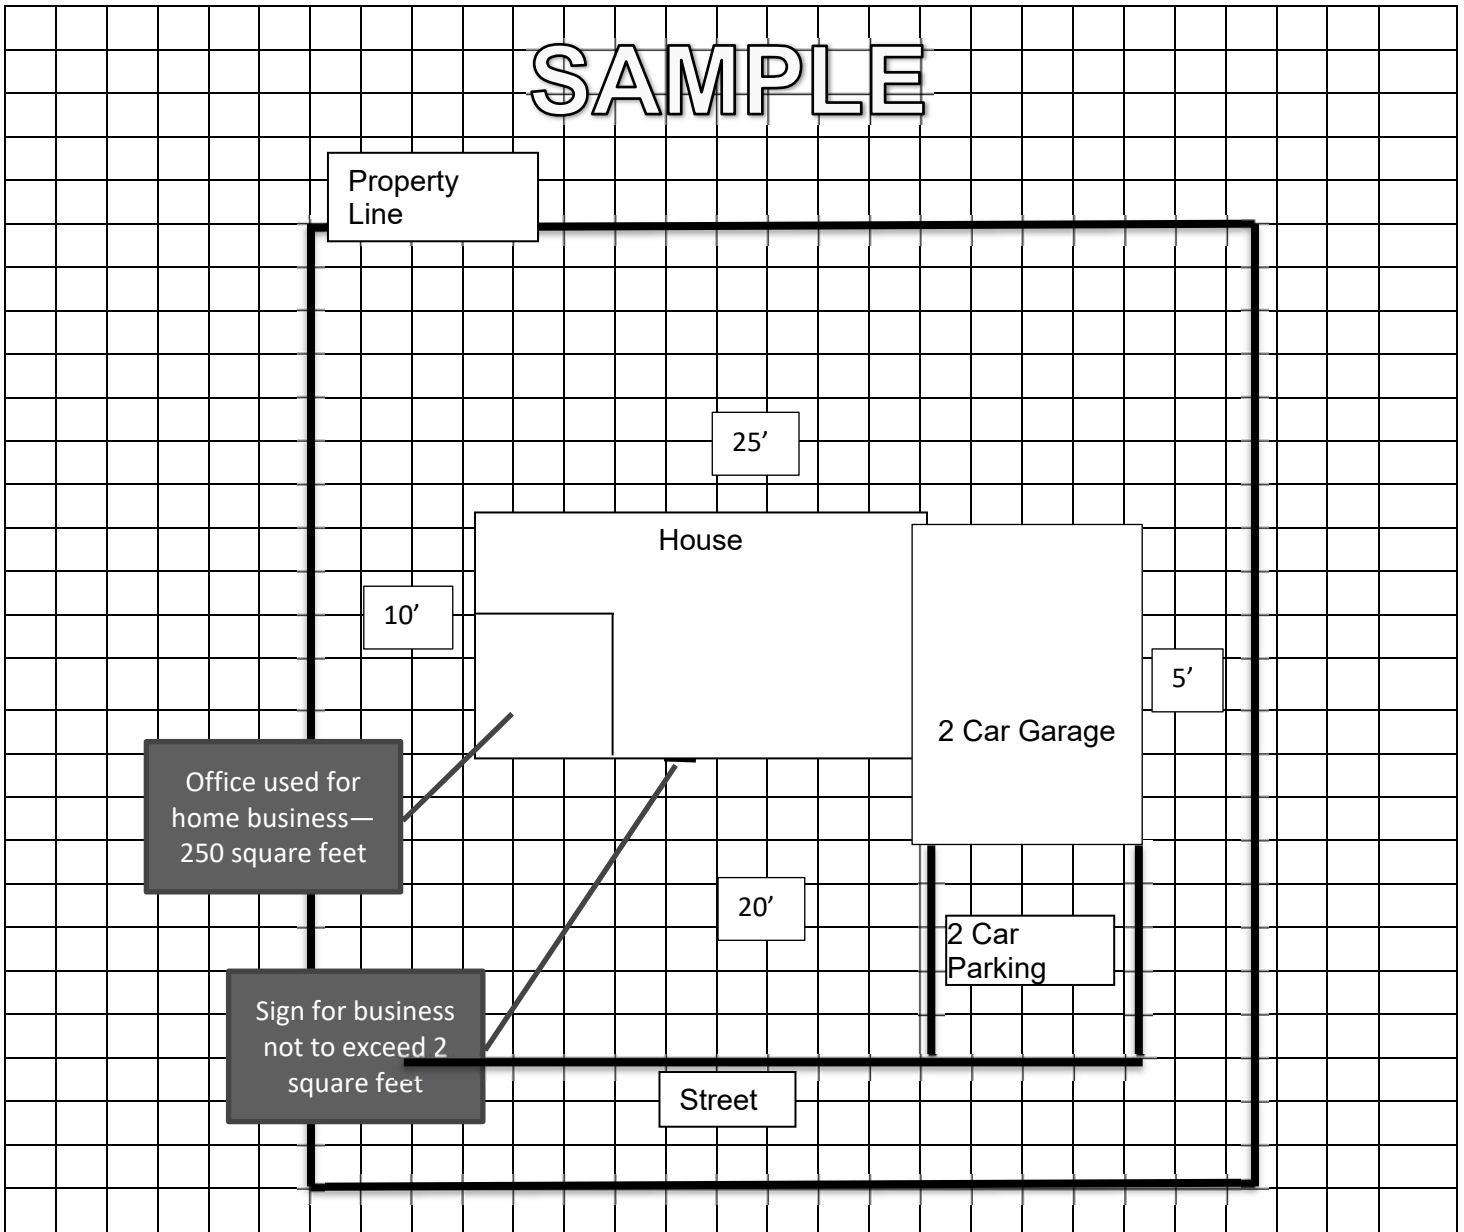 SAMPLE
Property
Line
25’
House
10’
5’
2 Car Garage
Office used for
home business—
250 square feet
20’
2 Car
Parking
Sign for business
not to exceed 2
square feet
Street